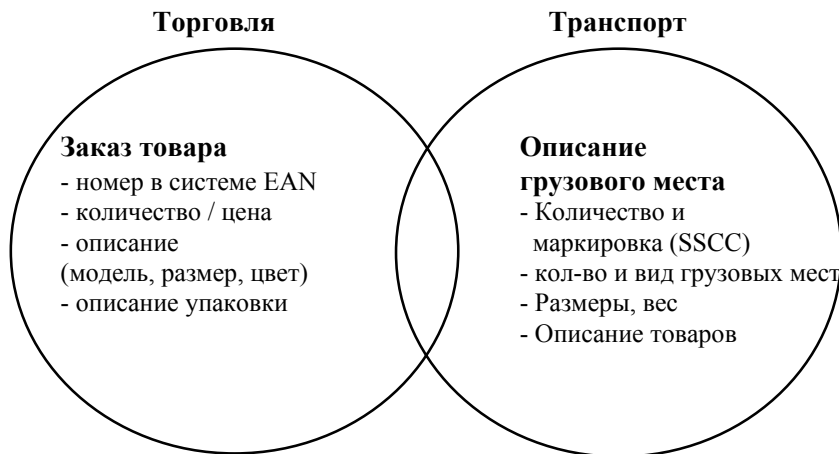 Торговля
Транспорт
Заказ товара
- номер в системе EAN
- количество / цена
- описание
(модель, размер, цвет)
- описание упаковки
Описание
грузового места
- Количество и
маркировка (SSCC)
- кол-во и вид грузовых мест
- Размеры, вес
- Описание товаров